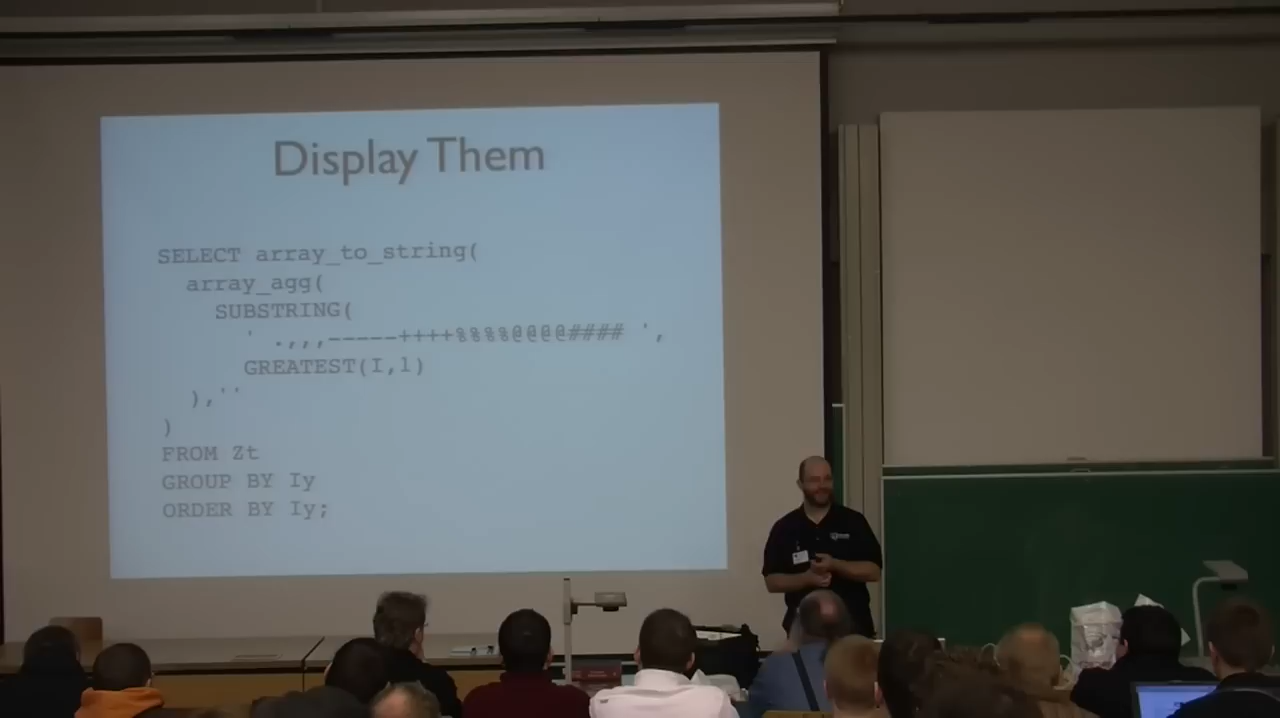 Display Them
SELECT array_to_string(
array_agg(
SUBSTRING(
' .,,,-----++++%%%%@@@@#### ',
GREATEST(I,1)
),''
)
FROM Zt
GROUP BY Iy
ORDER BY Iy;